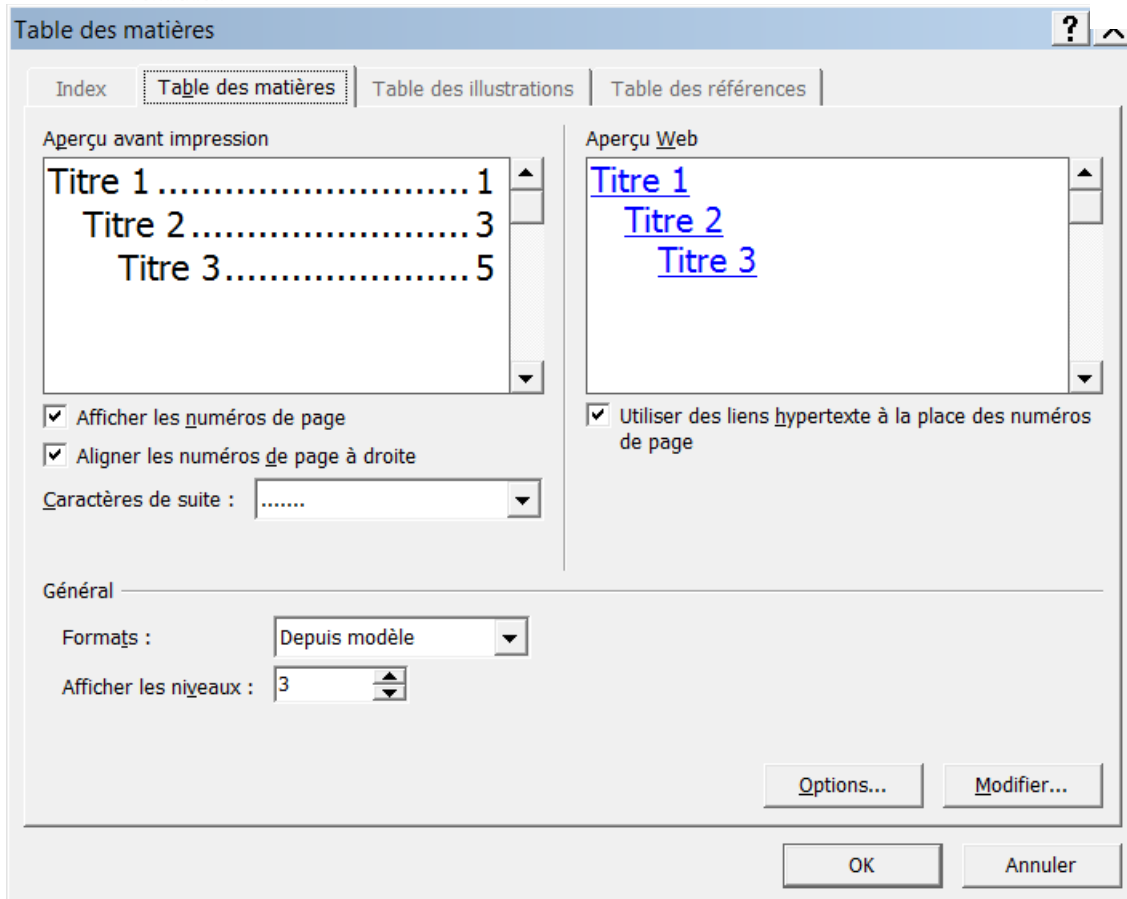 Table des matières
?
Index
Table des matières
Table des illustrations
Table des références
Aperçu avant impression
Titre 1............................1
Titre 2.........................3
Titre 3......................5
Afficher les numéros de page
Aligner les numéros de page à droite
Caractères de suite : .......
Aperçu Web
Titre 1
Titre 2
Titre 3
Utiliser des liens hypertexte à la place des numéros
de page
Général
Formats : Depuis modèle
Afficher les niveaux : 3
Options...
Modifier...
OK
Annuler